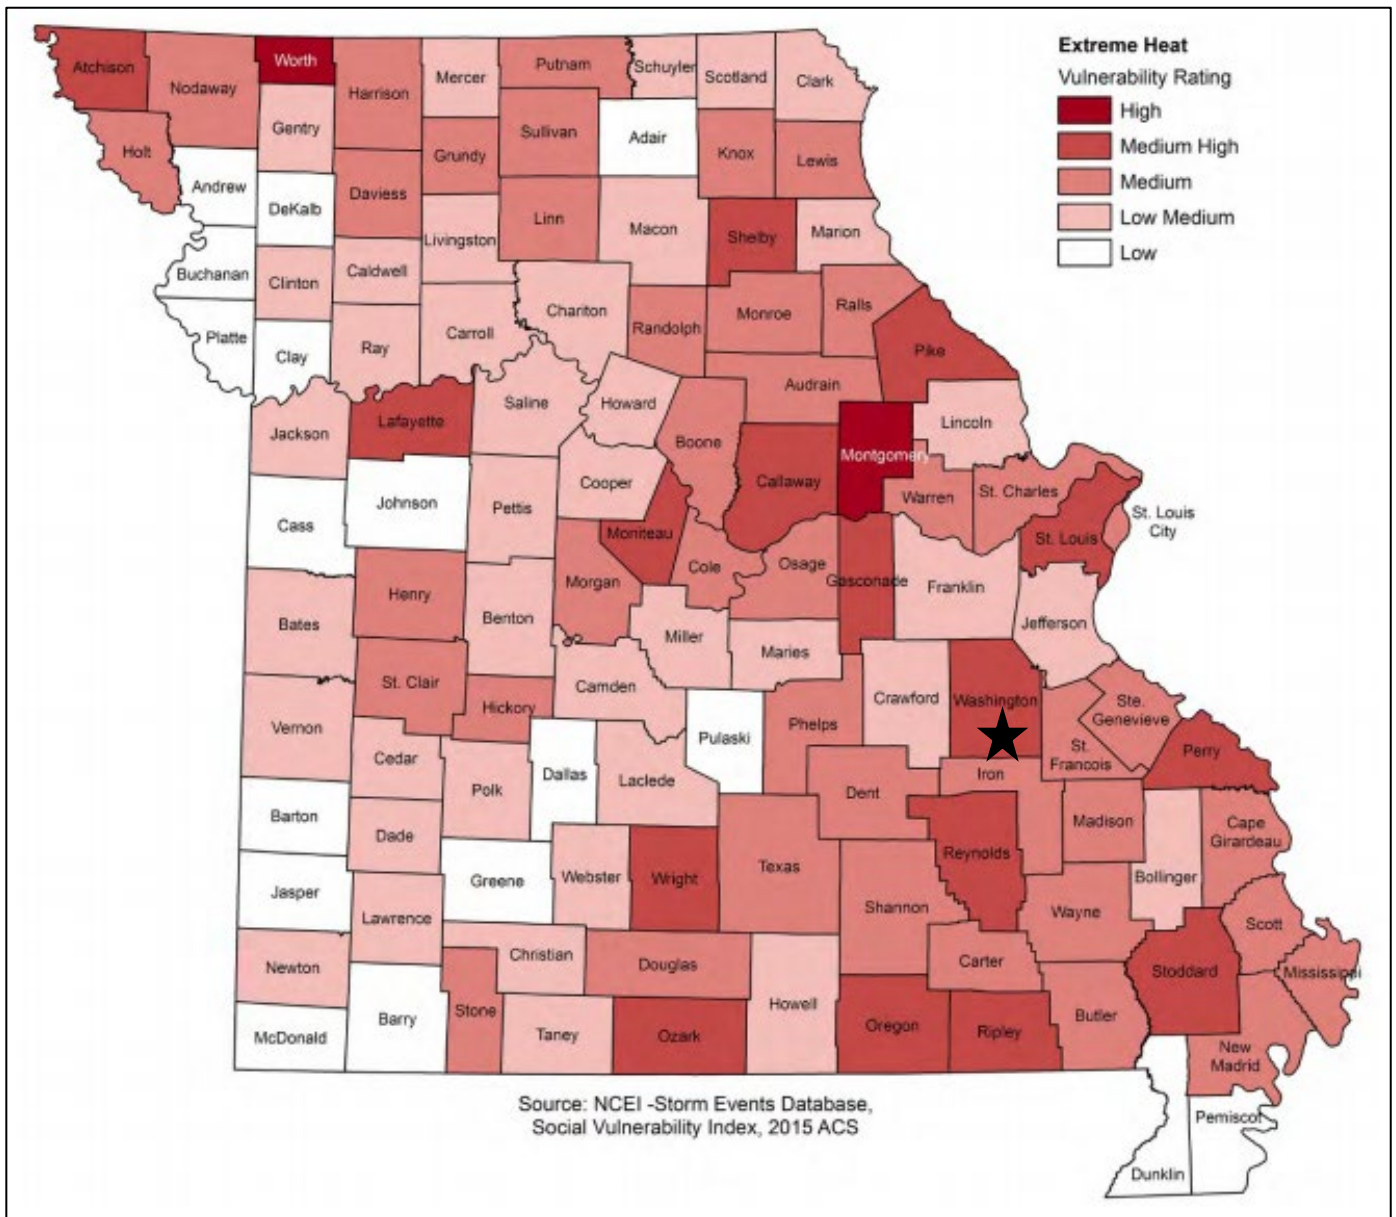 Extreme Heat
Vulnerability Rating
High
Medium High
Medium
Low Medium
Low
Atchison
Nodaway
Worth
Harrison
Mercer
Putnam
Schuyler
Scotland
Clark
Gentry
Holt
Andrew
DeKalb
Daviess
Grundy
Sullivan
Adair
Knox
Lewis
Linn
Macon
Shelby
Marion
Livingston
Buchanan
Clinton
Caldwell
Chariton
Randolph
Monroe
Ralls
Platte
Clay
Ray
Carroll
Pike
Audrain
Saline
Howard
Lincoln
Jackson
Lafayette
Boone
Montgomery
Callaway
Cooper
Warren
St. Charles
St. Louis
City
Cass
Johnson
Pettis
Moniteau
St. Louis
Cole
Osage
Gasconade
Franklin
Henry
Morgan
Bates
Benton
Miller
Maries
Jefferson
St. Clair
Camden
Crawford
Washington
Hickory
Vernon
Pulaski
Phelps
Ste.
Genevieve
St.
Francois
Perry
Cedar
Polk
Dallas
Laclede
Iron
Dent
Barton
Dade
Madison
Cape
Girardeau
Reynolds
Texas
Jasper
Greene
Webster
Wright
Bollinger
Lawrence
Shannon
Wayne
Scott
Newton
Christian
Douglas
Carter
Stoddard
Mississippi
Howell
McDonald
Barry
Stone
Taney
Ozark
Oregon
Ripley
Butler
New
Madrid
Pemiscot
Dunklin
Source: NCEI -Storm Events Database,
Social Vulnerability Index, 2015 ACS